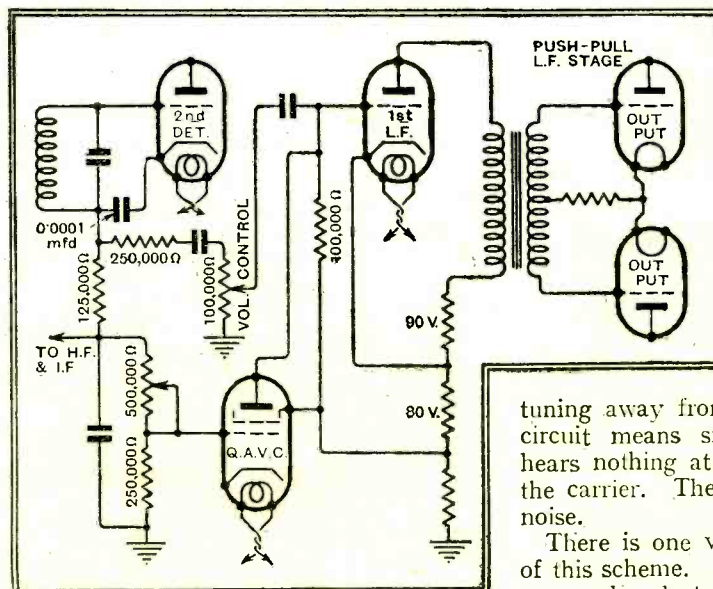 PUSH-PULL
L.F. STAGE
2nd
DET.
1st
L.F.
OUT
PUT
0·0001
mfd
250,000Ω
100,000Ω
VOL. CONTROL
100,000Ω
125,000Ω
OUT
PUT
90 V.
TO H.F.
& I.F
500,000Ω
80 V.
Q.A.V.C.
250,000Ω
tuning away from
circuit means
hears nothing at
the carrier. The
noise.
There is one
of this scheme.